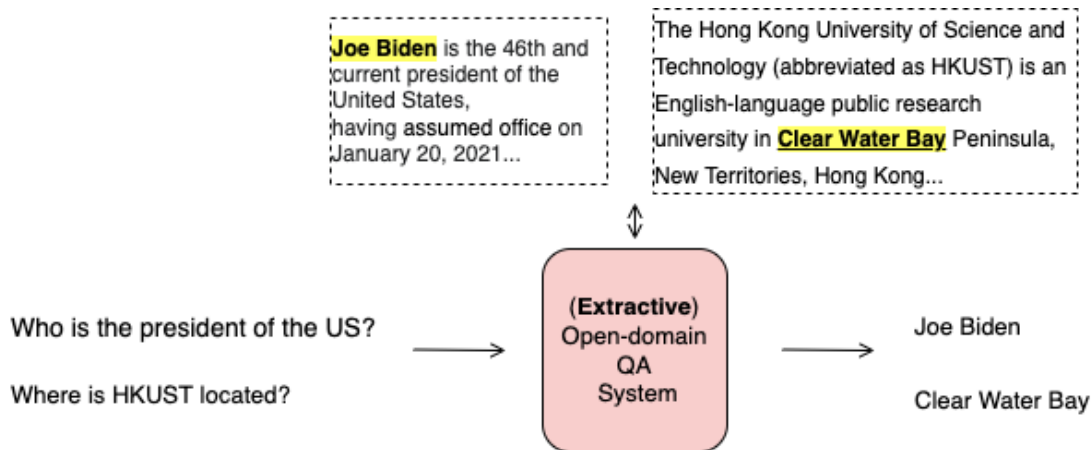 Joe Biden is the 46th and
current president of the
United States,
having assumed office on
January 20, 2021...
The Hong Kong University of Science and
Technology (abbreviated as HKUST) is an
English-language public research
university in Clear Water Bay Peninsula,
New Territories, Hong Kong...
Who is the president of the US?
Where is HKUST located?
(Extractive)
Open-domain
QA
System
Joe Biden
Clear Water Bay